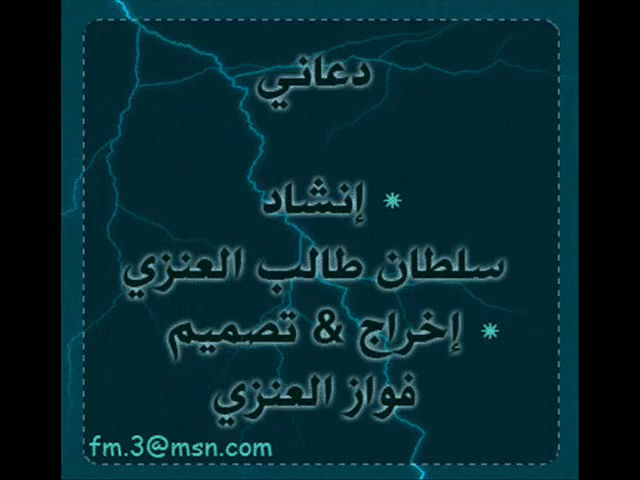 دعاني
* إنشاد
سلطان طالب العنزي
* إخراج & تصميم
فواز العنزي
fm.3@msn.com